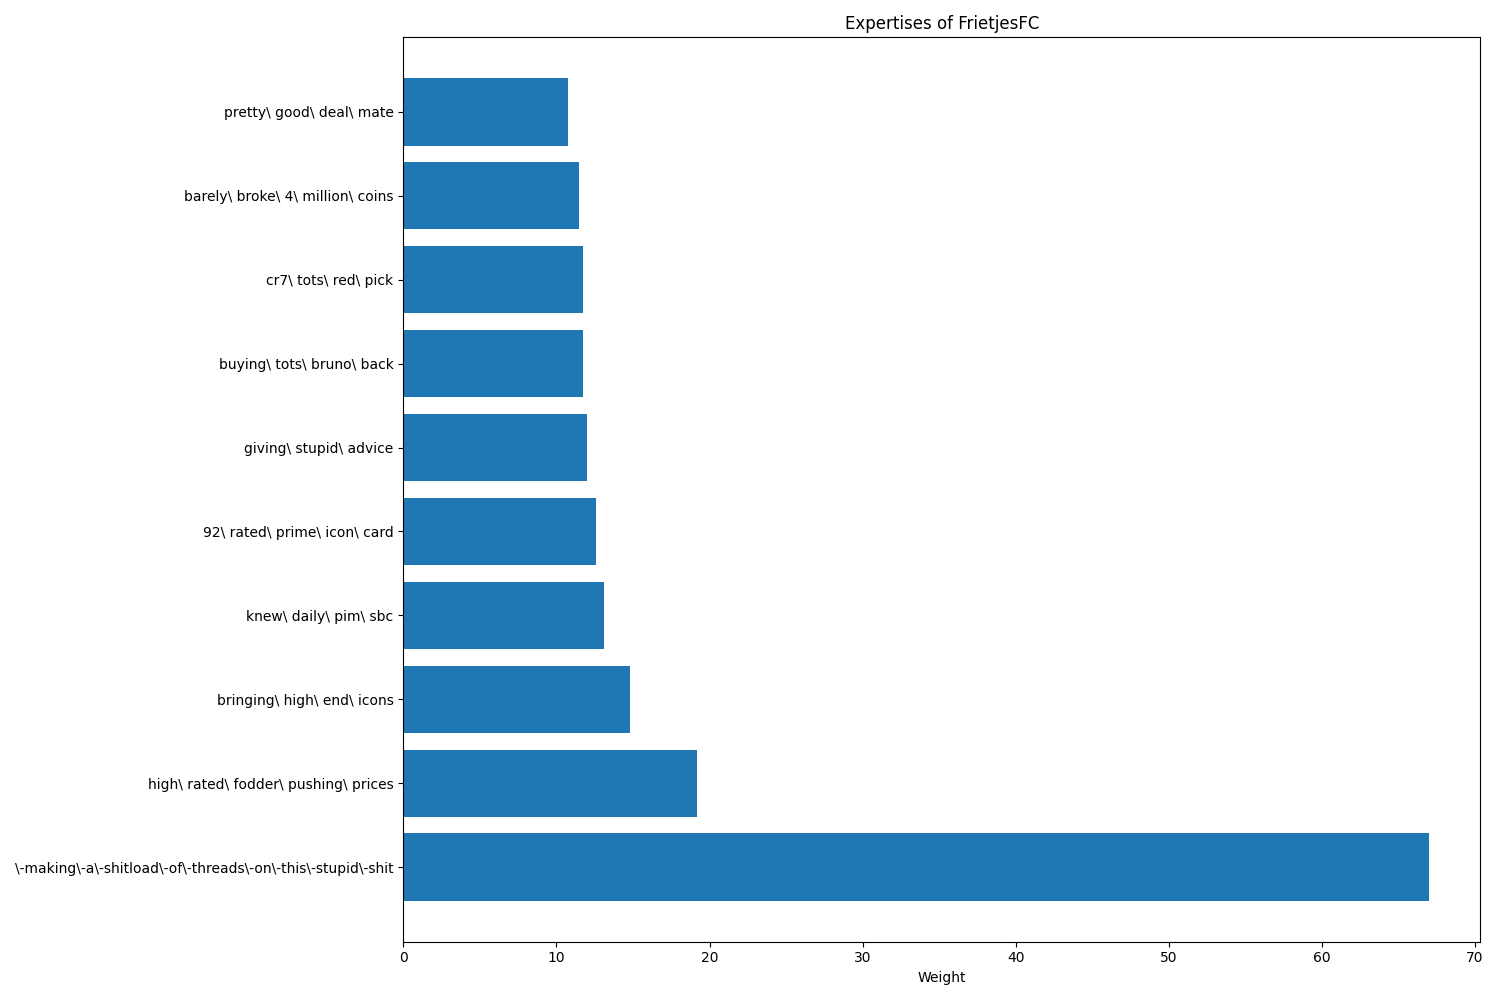 Expertises of FrietjesFC
pretty\ good\ deal\ mate
barely\ broke\ 4\ million\ coins
cr7\ tots\ red\ pick
buying\ tots\ bruno\ back
giving\ stupid\ advice
92\ rated\ prime\ icon\ card
knew\ daily\ pim\ sbc
bringing\ high\ end\ icons
high\ rated\ fodder\ pushing\ prices
\-making\-a\-shitload\-of\-threads\-on\-this\-stupid\-shit
0 10 20 30 40 50 60 70
Weight